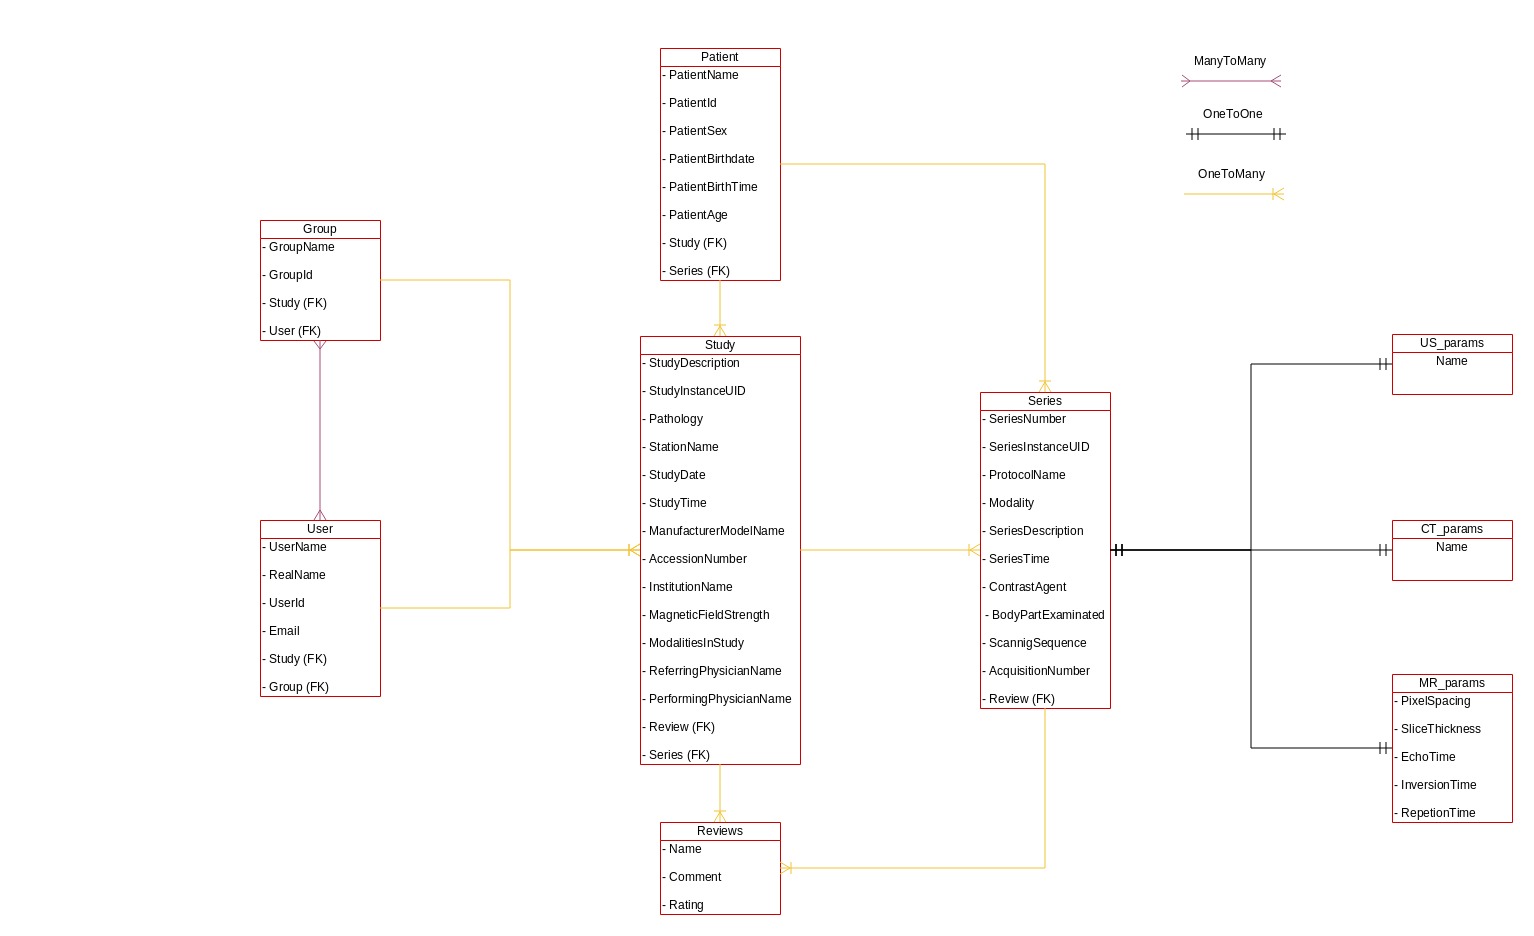 Patient
- PatientName
- PatientId
- PatientSex
- PatientBirthdate
- PatientBirthTime
- PatientAge
- Study (FK)
- Series (FK)
ManyToMany
OneToOne
OneToMany
Group
- GroupName
- GroupId
- Study (FK)
- User (FK)
User
- UserName
- RealName
- UserId
- Email
- Study (FK)
- Group (FK)
Study
- StudyDescription
- StudyInstanceUID
- Pathology
- StationName
- StudyDate
- StudyTime
- ManufacturerModelName
- AccessionNumber
- InstitutionName
- MagneticFieldStrength
- ModalitiesInStudy
- ReferringPhysicianName
- PerformingPhysicianName
- Review (FK)
- Series (FK)
Series
- SeriesNumber
- SeriesInstanceUID
- ProtocolName
- Modality
- SeriesDescription
- SeriesTime
- ContrastAgent
- BodyPartExaminated
- ScannigSequence
- AcquisitionNumber
- Review (FK)
US_params
Name
CT_params
Name
MR_params
- PixelSpacing
- SliceThickness
- EchoTime
- InversionTime
- RepetionTime
Reviews
- Name
- Comment
- Rating